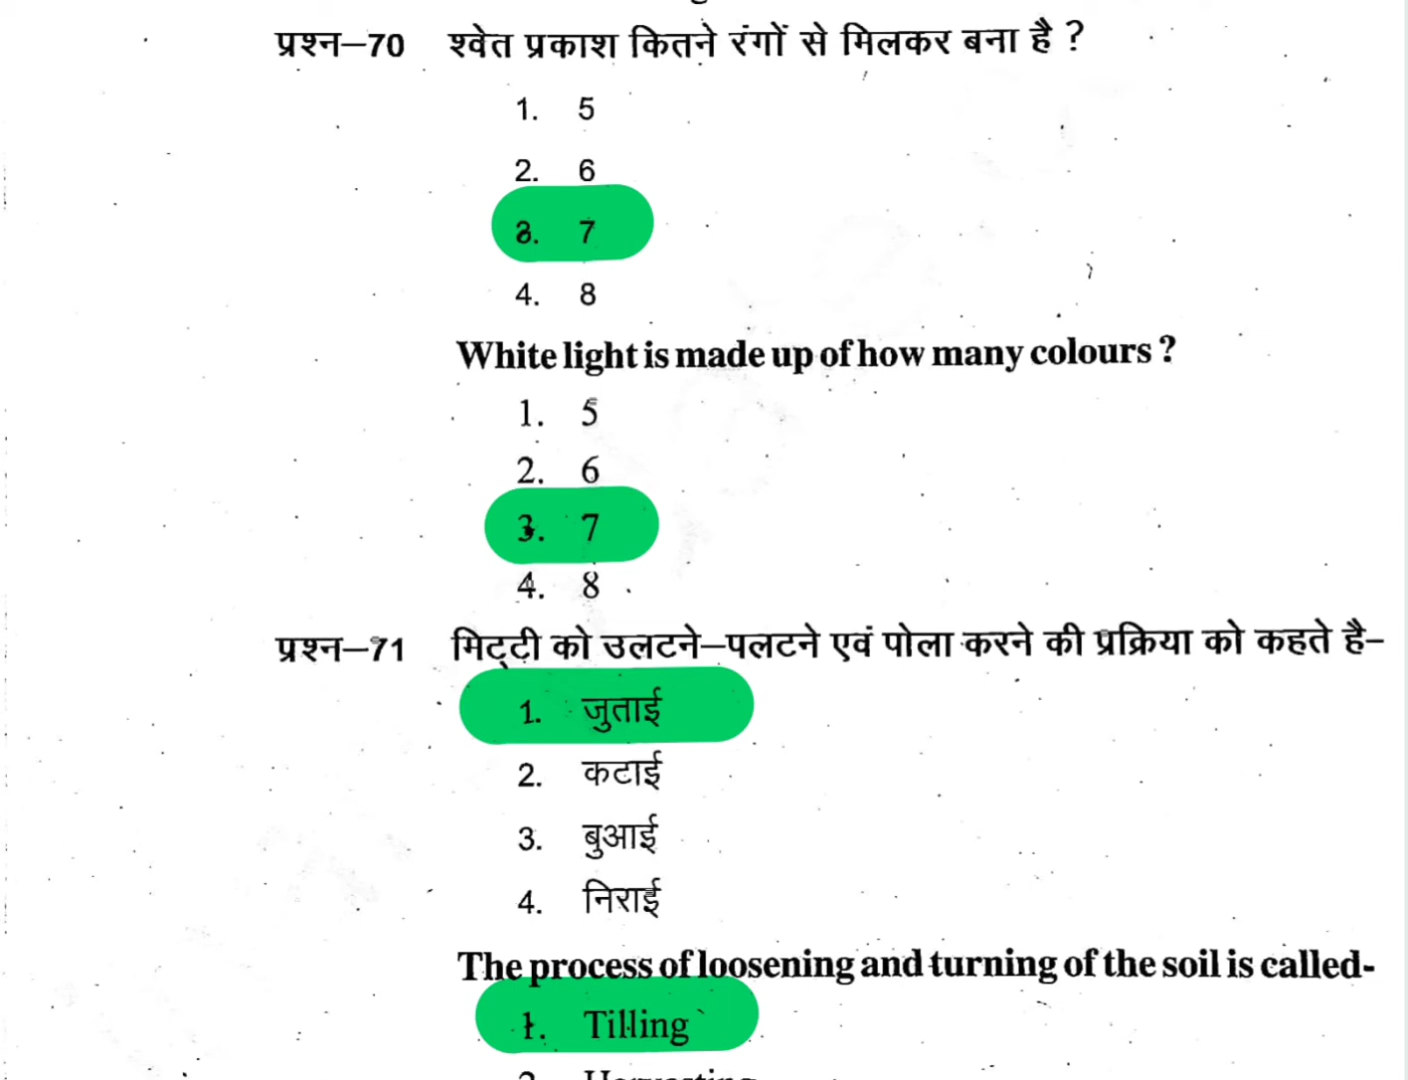 प्रश्न–70 श्वेत प्रकाश कितने रंगों से मिलकर बना है ?
1. 5
2. 6
3. 7
4. 8
White light is made up of how many colours ?
1. 5
2. 6
3. 7
4. 8
प्रश्न–71 मिट्टी को उलटने–पलटने एवं पोला करने की प्रक्रिया को कहते है–
1. जुताई
2. कटाई
3. बुआई
4. निराई
The process of loosening and turning of the soil is called-
1. Tilling